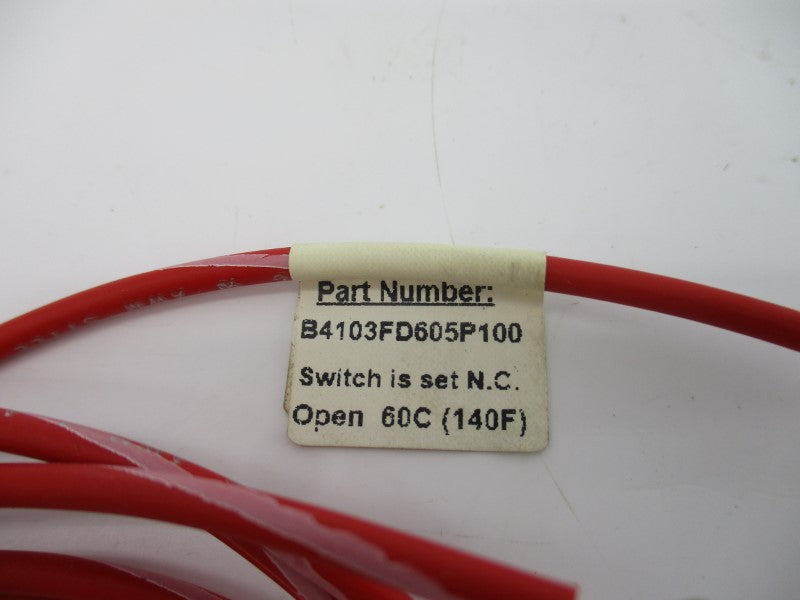 Part Number:
B4103FD605P100
Switch is set N.C.
Open 60C (140F)